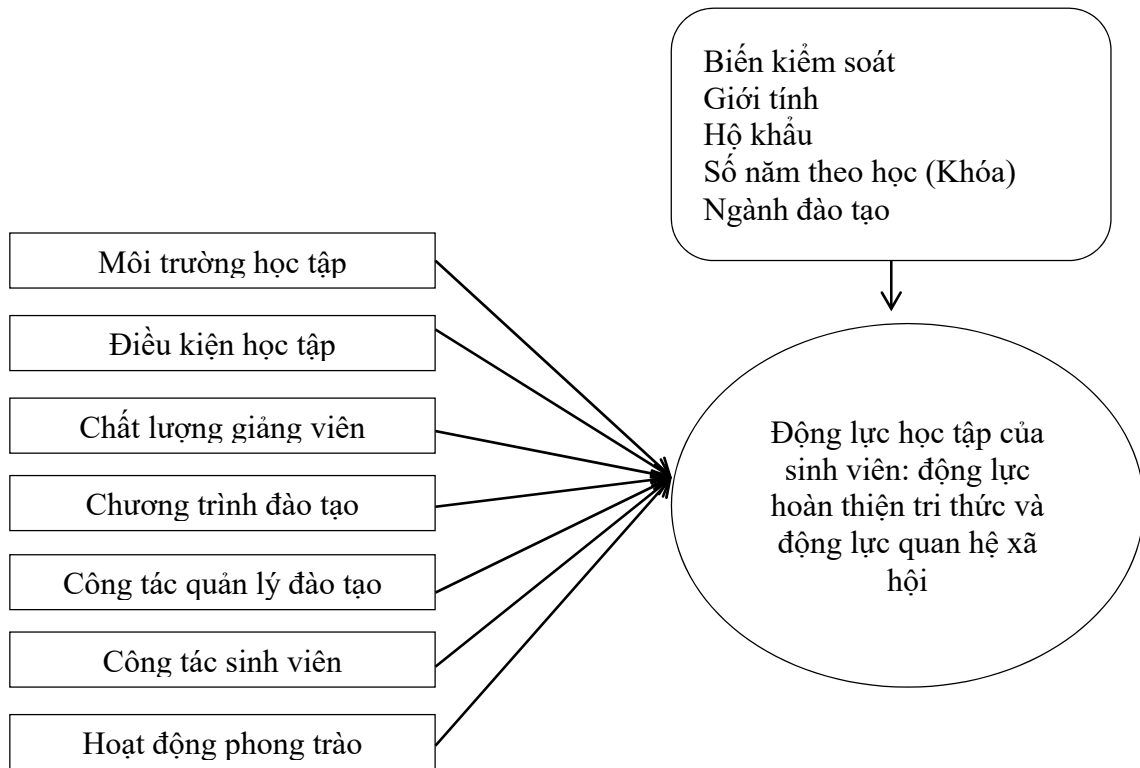 Biến kiểm soát
Giới tính
Hộ khẩu
Số năm theo học (Khóa)
Ngành đào tạo
Môi trường học tập
Điều kiện học tập
Chất lượng giảng viên
Chương trình đào tạo
Công tác quản lý đào tạo
Công tác sinh viên
Hoạt động phong trào
Động lực học tập của
sinh viên: động lực
hoàn thiện tri thức và
động lực quan hệ xã
hội